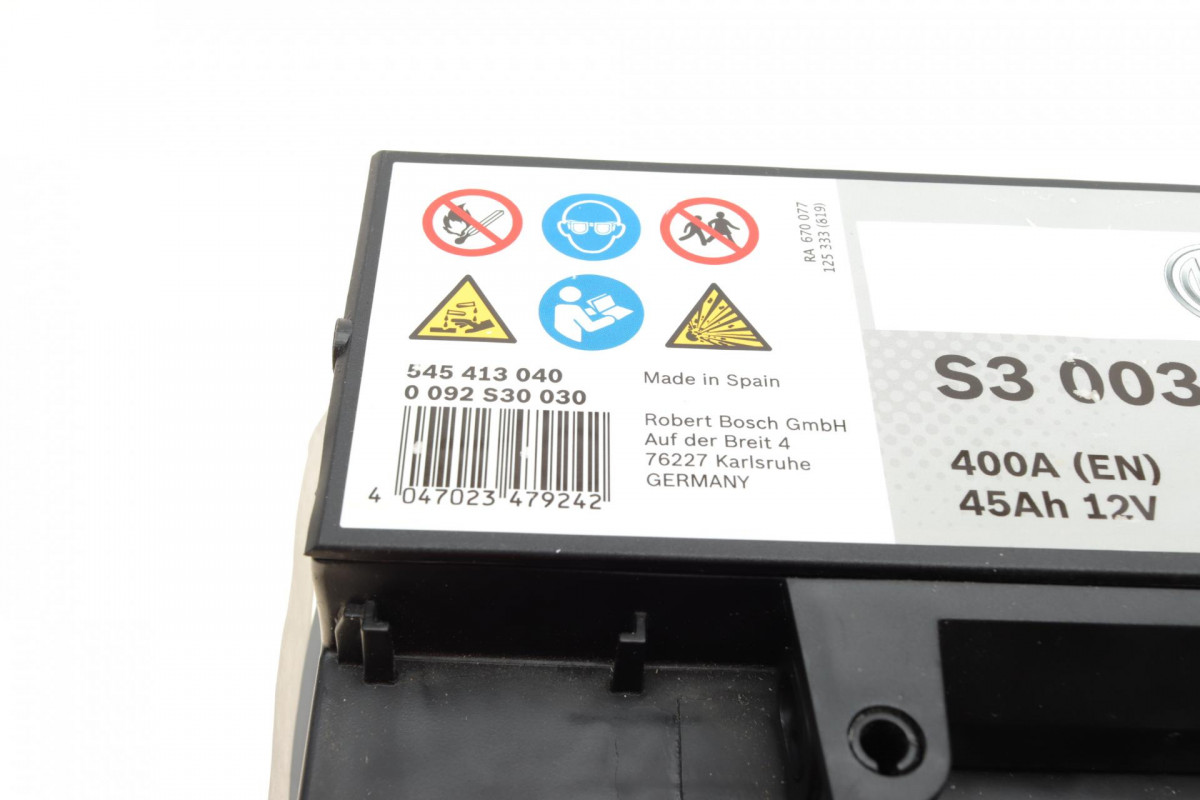 RA 670 077
125 333 (819)
545 413 040
0 092 S30 030
4 047023 479242
Made in Spain
Robert Bosch GmbH
Auf der Breit 4
76227 Karlsruhe
GERMANY
S3 003
400A (EN)
45Ah 12V